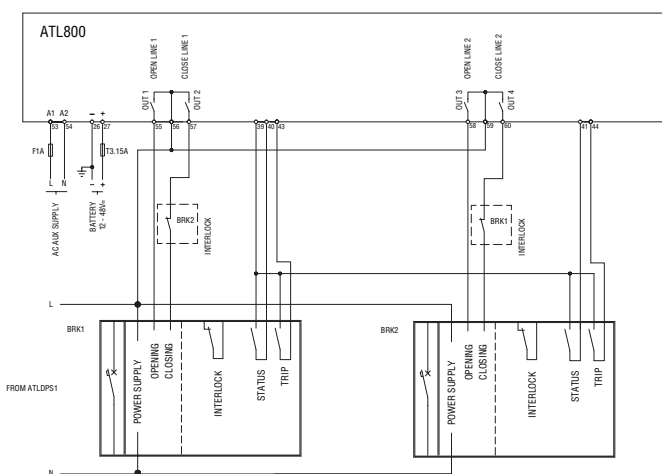 ATL800
OPEN LINE 1
CLOSE LINE 1
OPEN LINE 2
CLOSE LINE 2
OUT 1
OUT 2
OUT 3
OUT 4
A1 A2
– +
53 54 26 27 55 56 57 39 40 43 58 59 60 41 44
F1A
T3.15A
L N
– +
AC AUX SUPPLY
BATTERY
12 - 48V=
BRK2
INTERLOCK
BRK1
INTERLOCK
L
BRK1
BRK2
FROM ATLDPS1
POWER SUPPLY
OPENING
CLOSING
INTERLOCK
STATUS
TRIP
POWER SUPPLY
OPENING
CLOSING
INTERLOCK
STATUS
TRIP
N